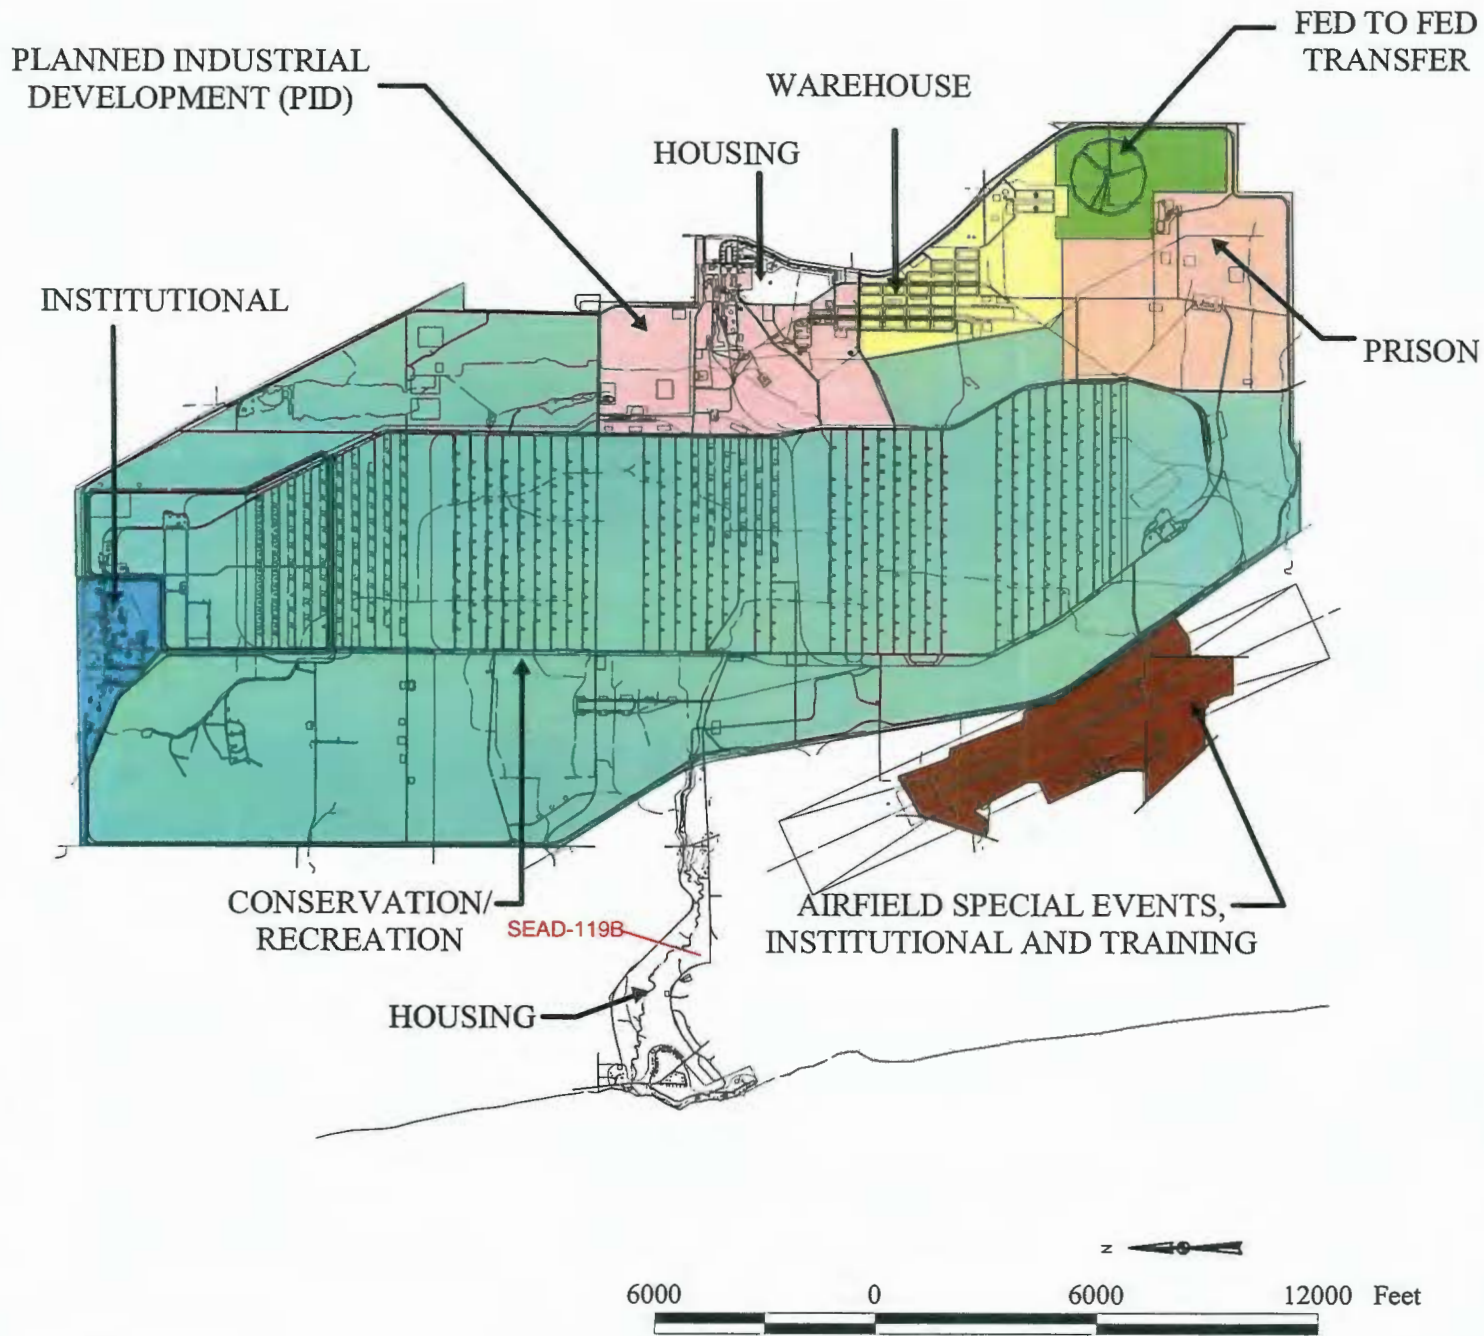 FED TO FED
TRANSFER
PLANNED INDUSTRIAL
DEVELOPMENT (PID)
WAREHOUSE
HOUSING
INSTITUTIONAL
PRISON
CONSERVATION/
RECREATION
SEAD-119B
AIRFIELD SPECIAL EVENTS,
INSTITUTIONAL AND TRAINING
HOUSING
N
6000 0 6000 12000 Feet